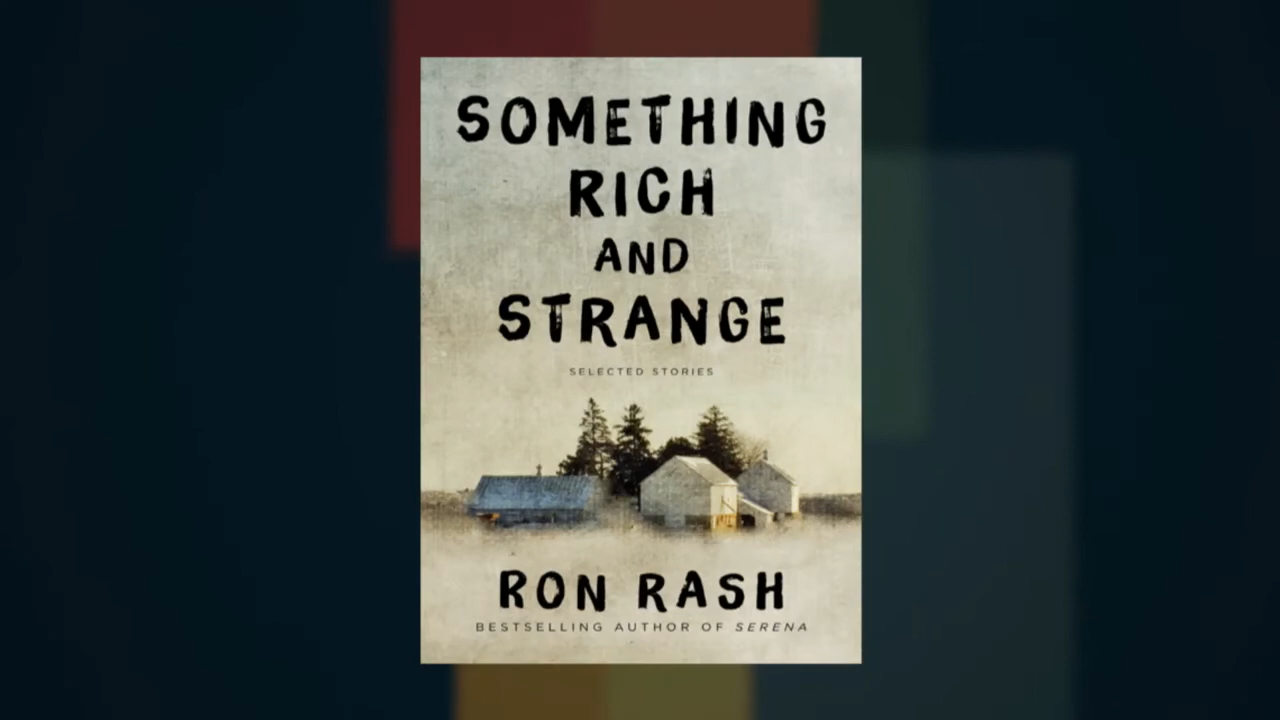 SOMETHING
RICH
AND
STRANGE
SELECTED STORIES
RON RASH
BESTSELLING AUTHOR OF SERENA